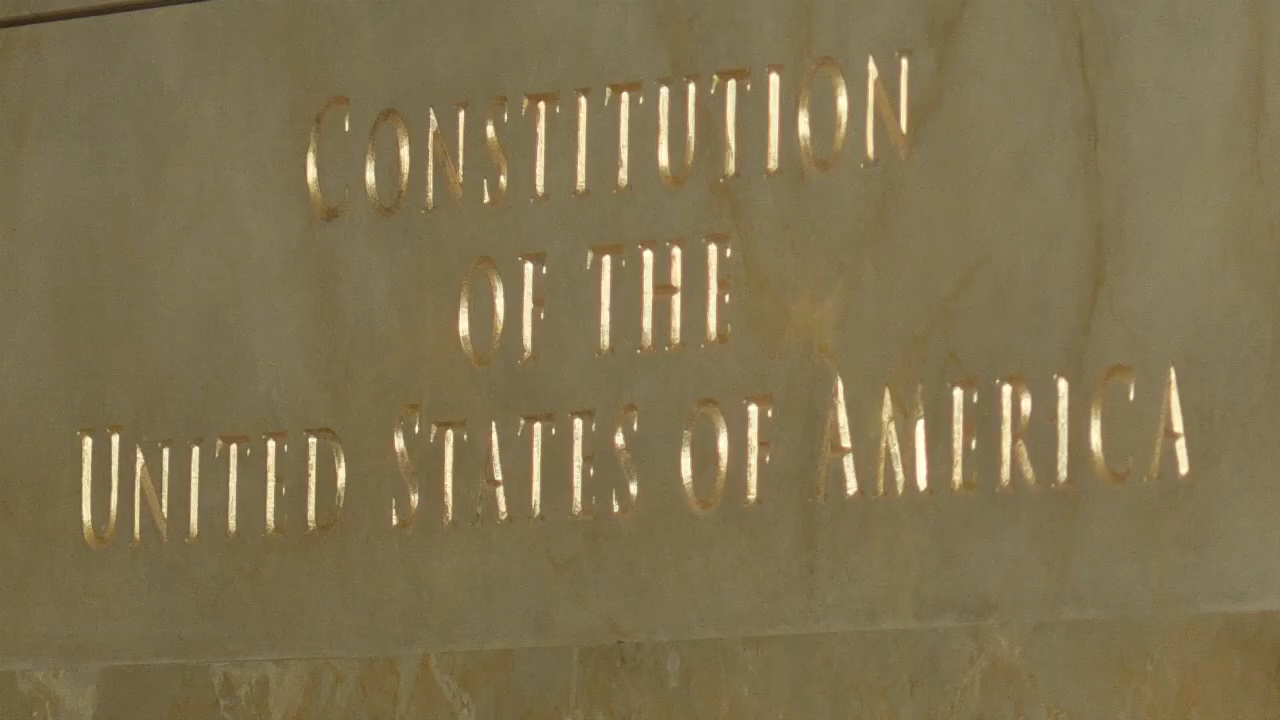 CONSTITUTION
OF THE
UNITED STATES OF AMERICA